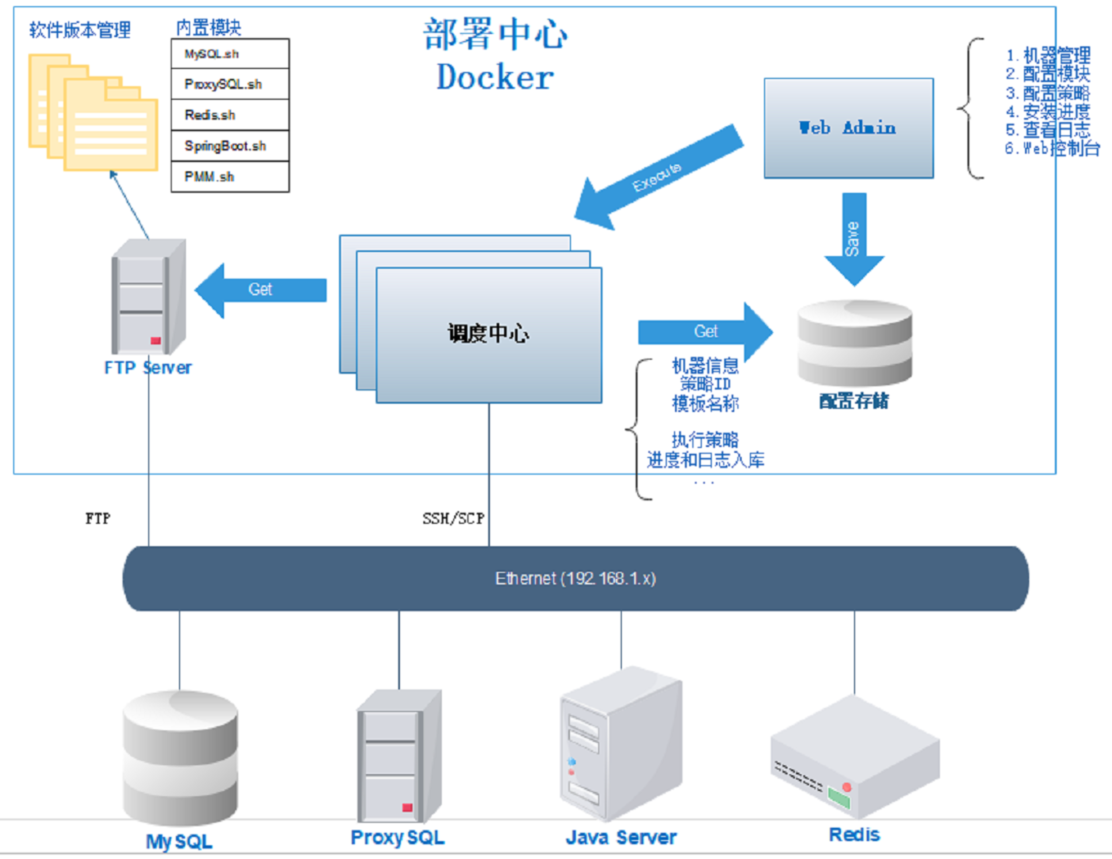 部署中心
Docker
软件版本管理
内置模块
MySQL.sh
ProxySQL.sh
Redis.sh
SpringBoot.sh
PMM.sh
Web Admin
1.机器管理
2.配置模块
3.配置策略
4.安装进度
5.查看日志
6.Web控制台
Execute
Save
Get
FTP Server
调度中心
Get
机器信息
策略ID
模板名称
执行策略
进度和日志入库
...
配置存储
FTP
SSH/SCP
Ethernet (192.168.1.x)
MySQL
ProxySQL
Java Server
Redis